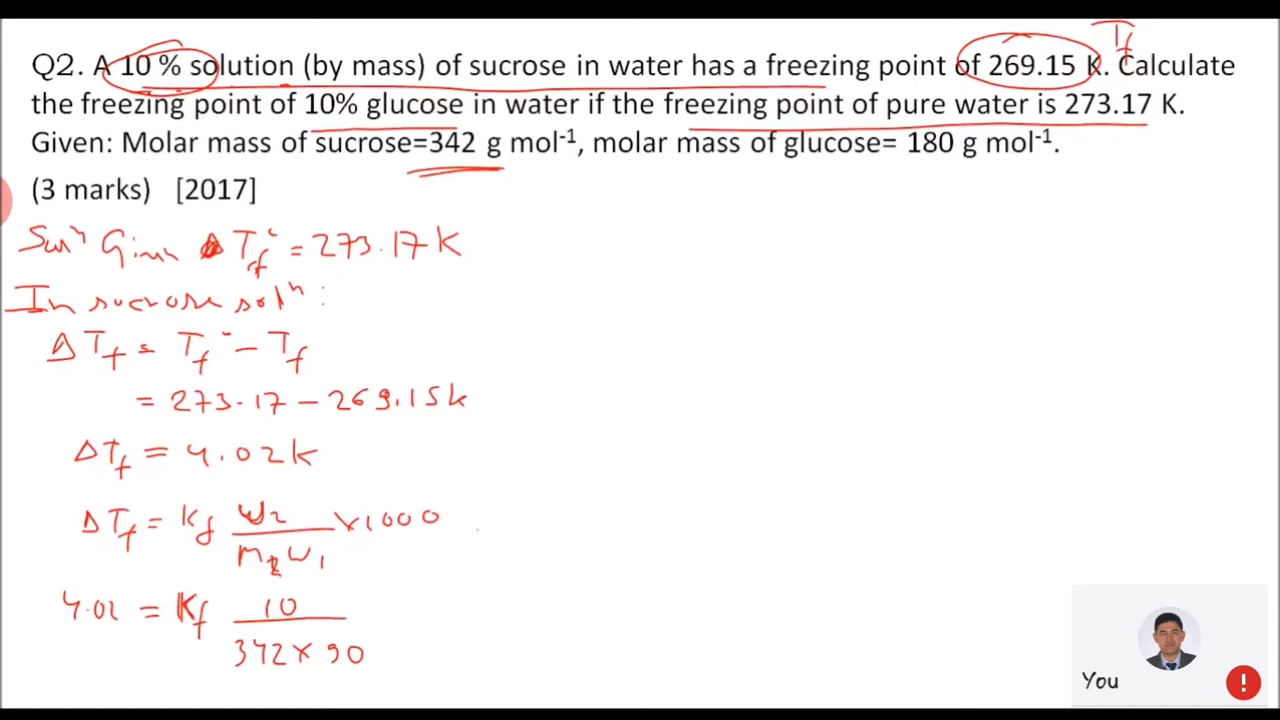 Q2. A 10 % solution (by mass) of sucrose in water has a freezing point of 269.15 K. Calculate
the freezing point of 10% glucose in water if the freezing point of pure water is 273.17 K.
Given: Molar mass of sucrose=342 g mol-1, molar mass of glucose= 180 g mol-1.
(3 marks) [2017]
Tf
Soln Given Tf° = 273.17 K
In sucrose soln :
Δ Tf = Tf° - Tf
= 273.17 - 269.15 k
Δ Tf = 4.02 k
Δ Tf = Kf w2 / M2 w1 × 1000
4.02 = Kf 10 / 342 × 90
You
!